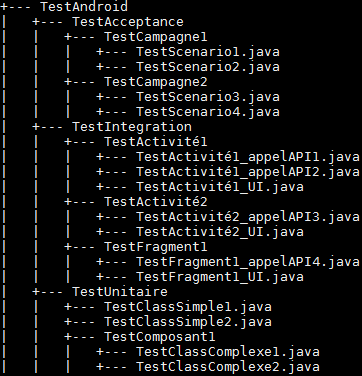 +--- TestAndroid
|   +--- TestAcceptance
|   |   +--- TestCampagne1
|   |   |   +--- TestScenario1.java
|   |   |   +--- TestScenario2.java
|   |   +--- TestCampagne2
|   |   |   +--- TestScenario3.java
|   |   |   +--- TestScenario4.java
|   +--- TestIntegration
|   |   +--- TestActivité1
|   |   |   +--- TestActivité1_appelAPI1.java
|   |   |   +--- TestActivité1_appelAPI2.java
|   |   |   +--- TestActivité1_UI.java
|   |   +--- TestActivité2
|   |   |   +--- TestActivité2_appelAPI3.java
|   |   |   +--- TestActivité2_UI.java
|   |   +--- TestFragment1
|   |   |   +--- TestFragment1_appelAPI4.java
|   |   |   +--- TestFragment1_UI.java
|   +--- TestUnitaire
|   |   +--- TestClassSimple1.java
|   |   +--- TestClassSimple2.java
|   |   +--- TestComposant1
|   |   |   +--- TestClassComplexe1.java
|   |   |   +--- TestClassComplexe2.java